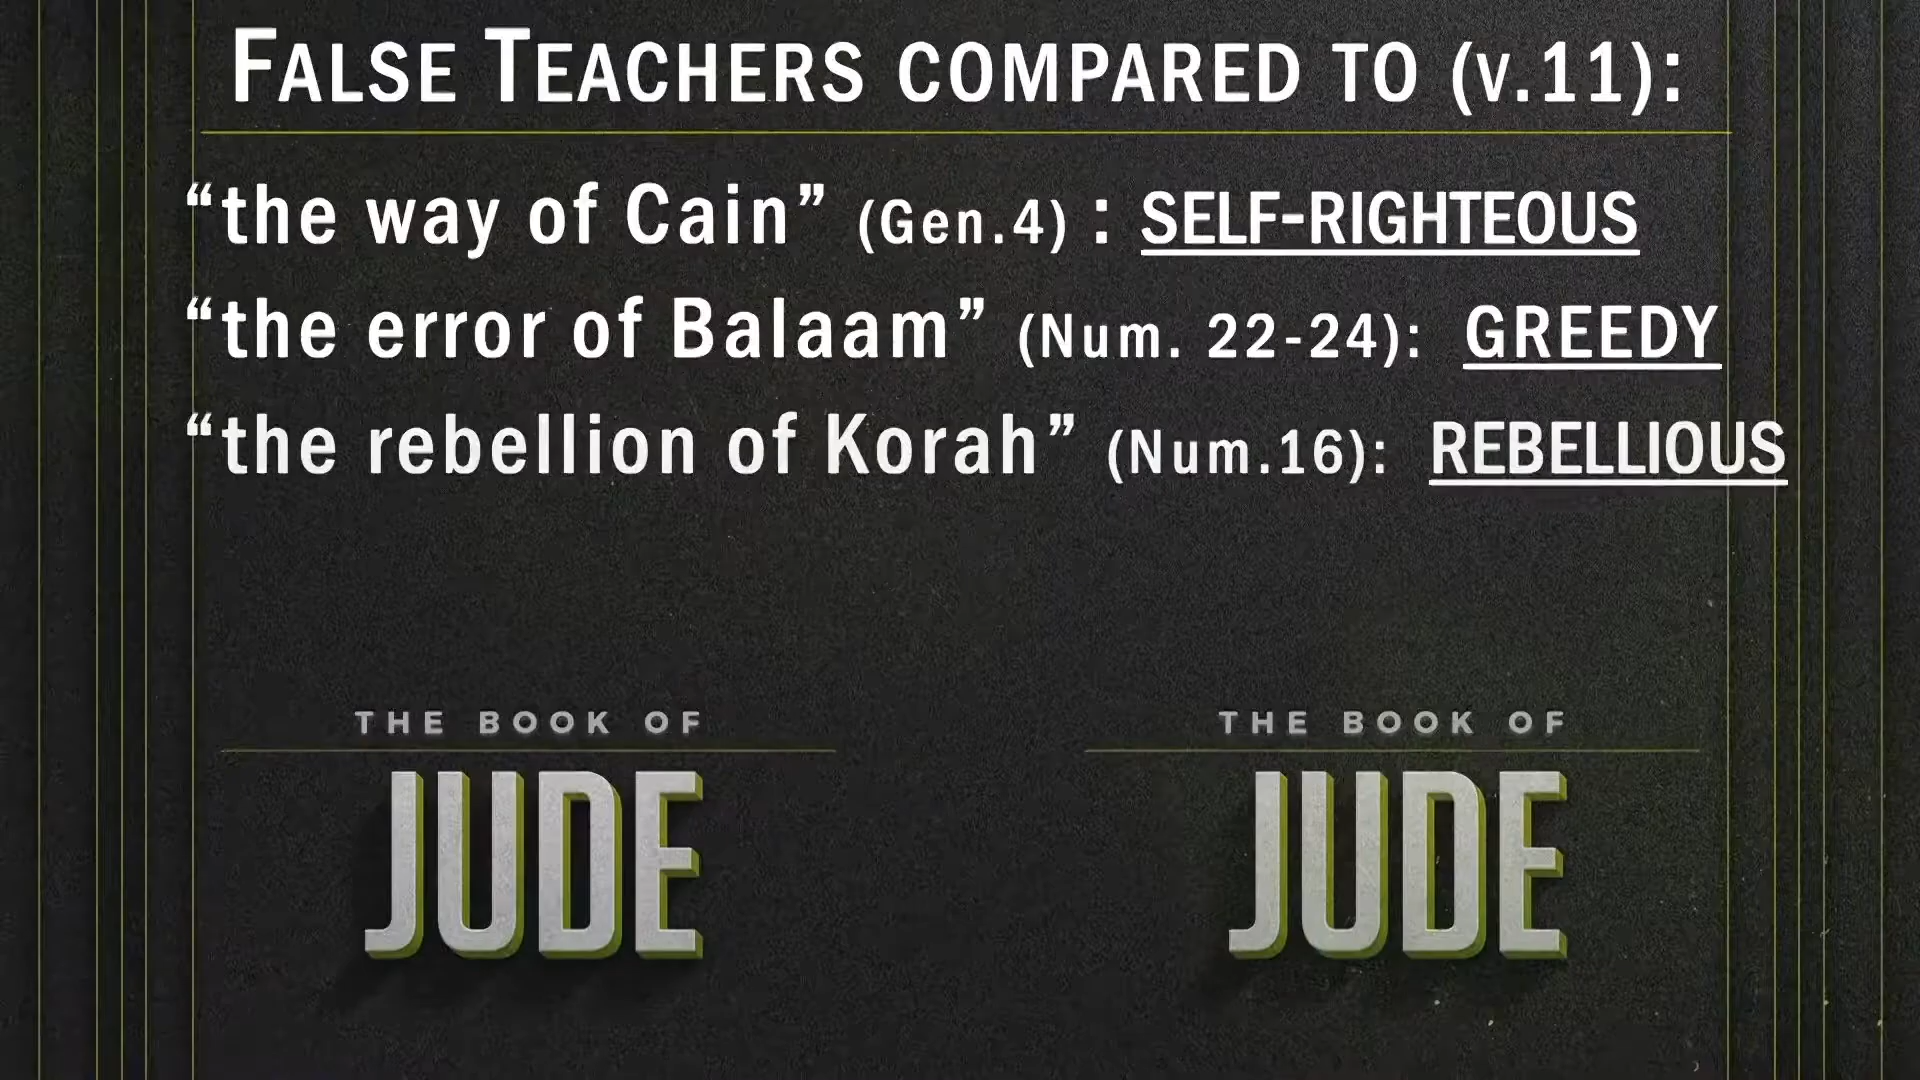 FALSE TEACHERS COMPARED TO (V.11):
“the way of Cain” (Gen.4) : SELF-RIGHTEOUS
“the error of Balaam” (Num. 22-24): GREEDY
“the rebellion of Korah” (Num.16): REBELLIOUS
THE BOOK OF
JUDE
THE BOOK OF
JUDE